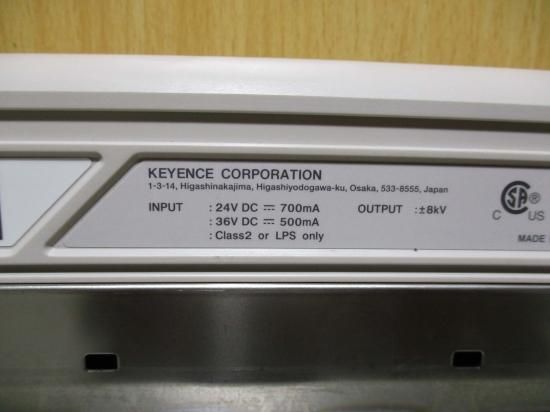 KEYENCE CORPORATION
1-3-14, Higashinakajima, Higashiyodogawa-ku, Osaka, 533-8555, Japan
INPUT : 24V DC ⎓ 700mA OUTPUT : ±8kV
: 36V DC ⎓ 500mA
: Class2 or LPS only
SA ®
C US
MADE